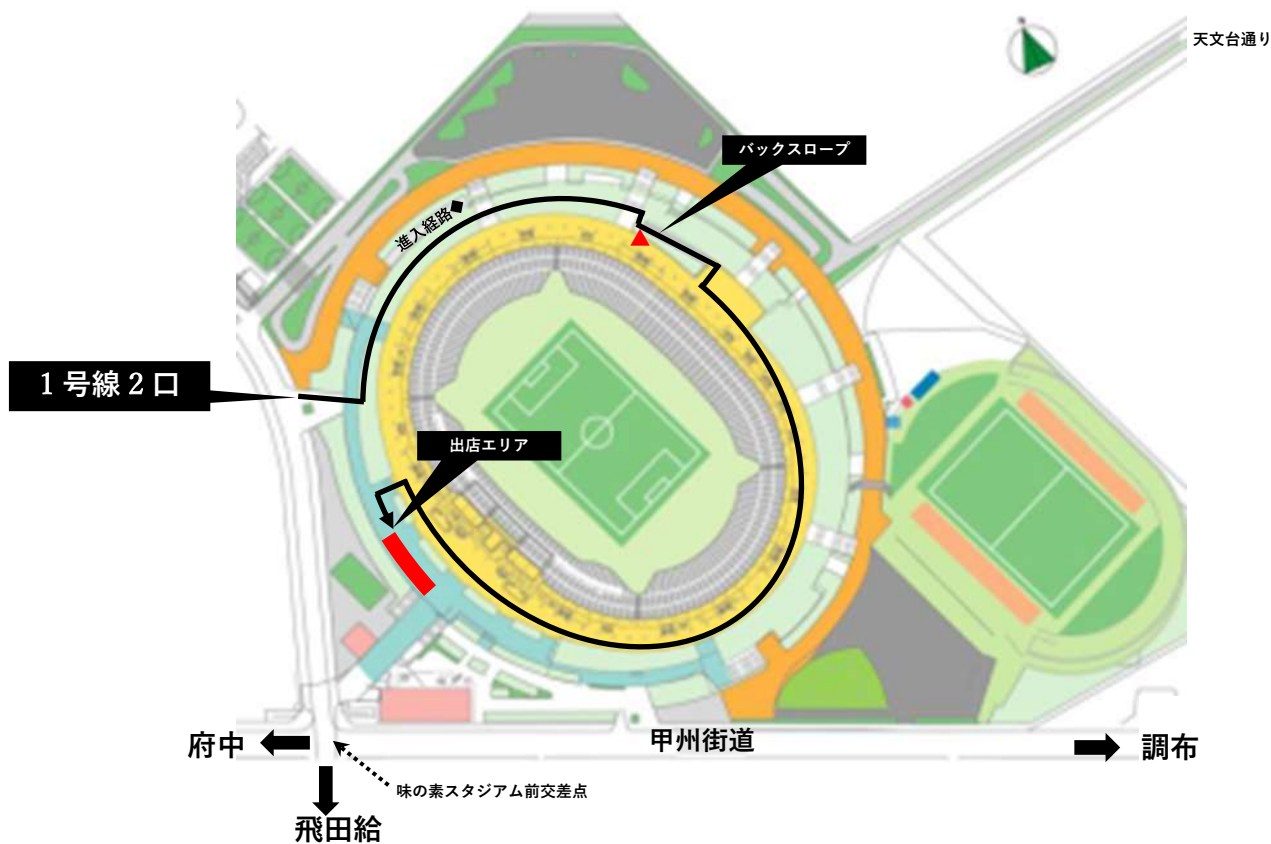 天文台通り
バックスロープ
進入経路
１号線２口
出店エリア
甲州街道
府中
調布
味の素スタジアム前交差点
飛田給